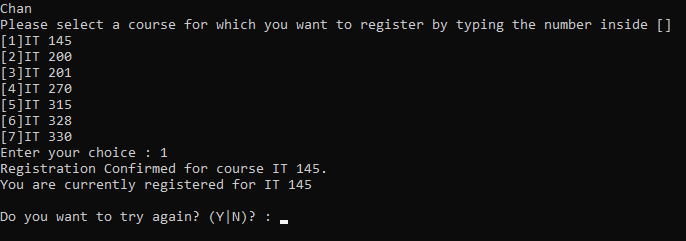 Chan
Please select a course for which you want to register by typing the number inside []
[1]IT 145
[2]IT 200
[3]IT 201
[4]IT 270
[5]IT 315
[6]IT 328
[7]IT 330
Enter your choice : 1
Registration Confirmed for course IT 145.
You are currently registered for IT 145
Do you want to try again? (Y|N)? :